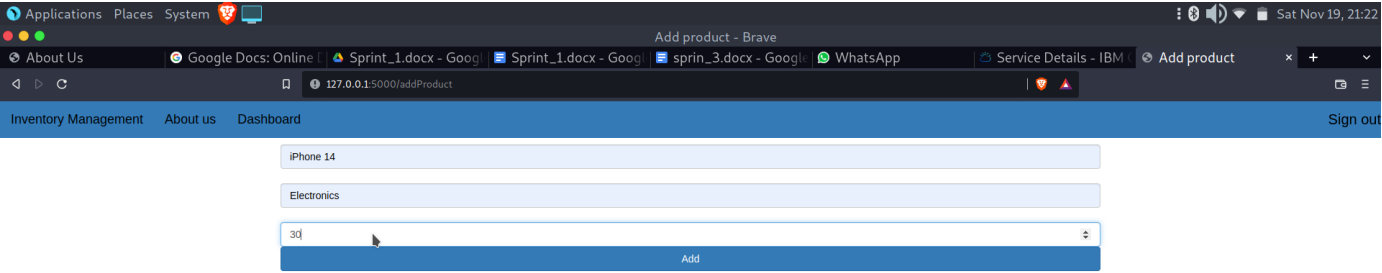 Applications Places System Sat Nov 19, 21:22
Add product - Brave
About Us Google Docs: Online Sprint_1.docx - Goog Sprint_1.docx - Goog sprin_3.docx - Google WhatsApp Service Details - IBM Add product
127.0.0.1:5000/addProduct
Inventory Management About us Dashboard Sign out
iPhone 14
Electronics
30
Add